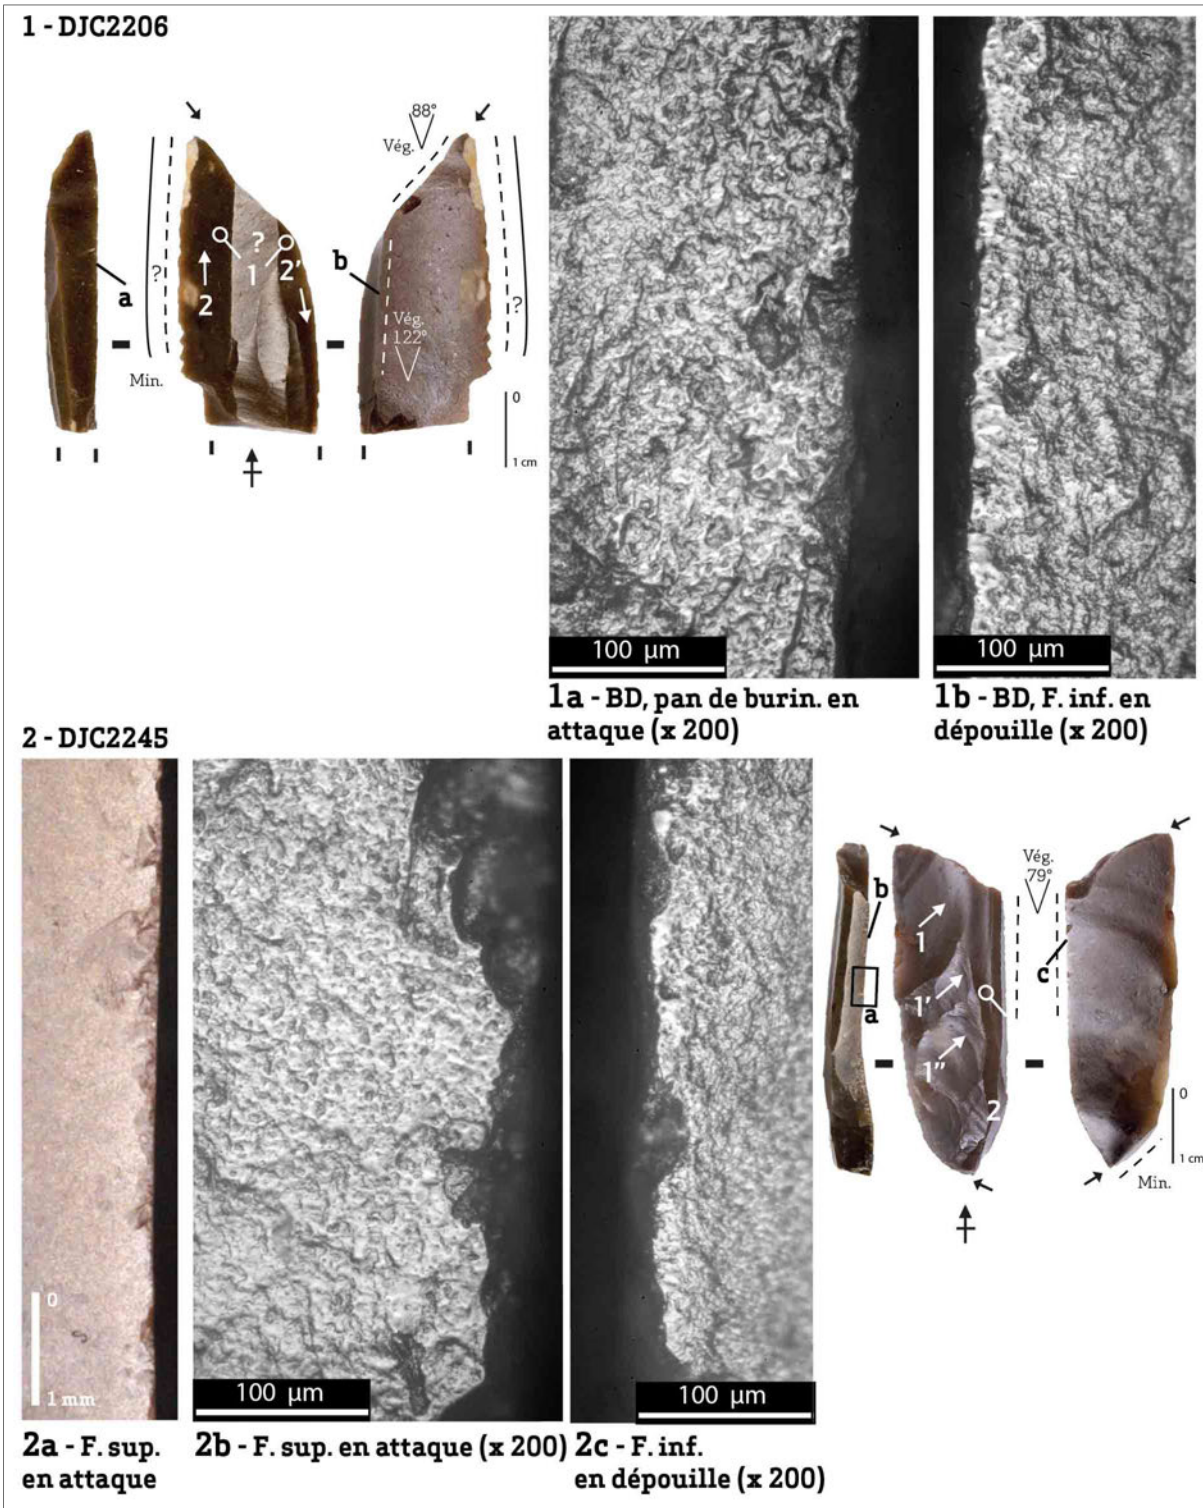 1 - DJC2206
88°
Vég.
b
a
?
?
1
2'
2
Vég.
122°
?
Min.
0
1 cm
100 µm
100 µm
1a - BD, pan de burin. en
attaque (x 200)
1b - BD, F. inf. en
dépouille (x 200)
2 - DJC2245
0
1 mm
100 µm
100 µm
b
a
1
1'
1"
2
Vég.
79°
c
0
1 cm
Min.
2a - F. sup.
en attaque
2b - F. sup. en attaque (x 200)
2c - F. inf.
en dépouille (x 200)